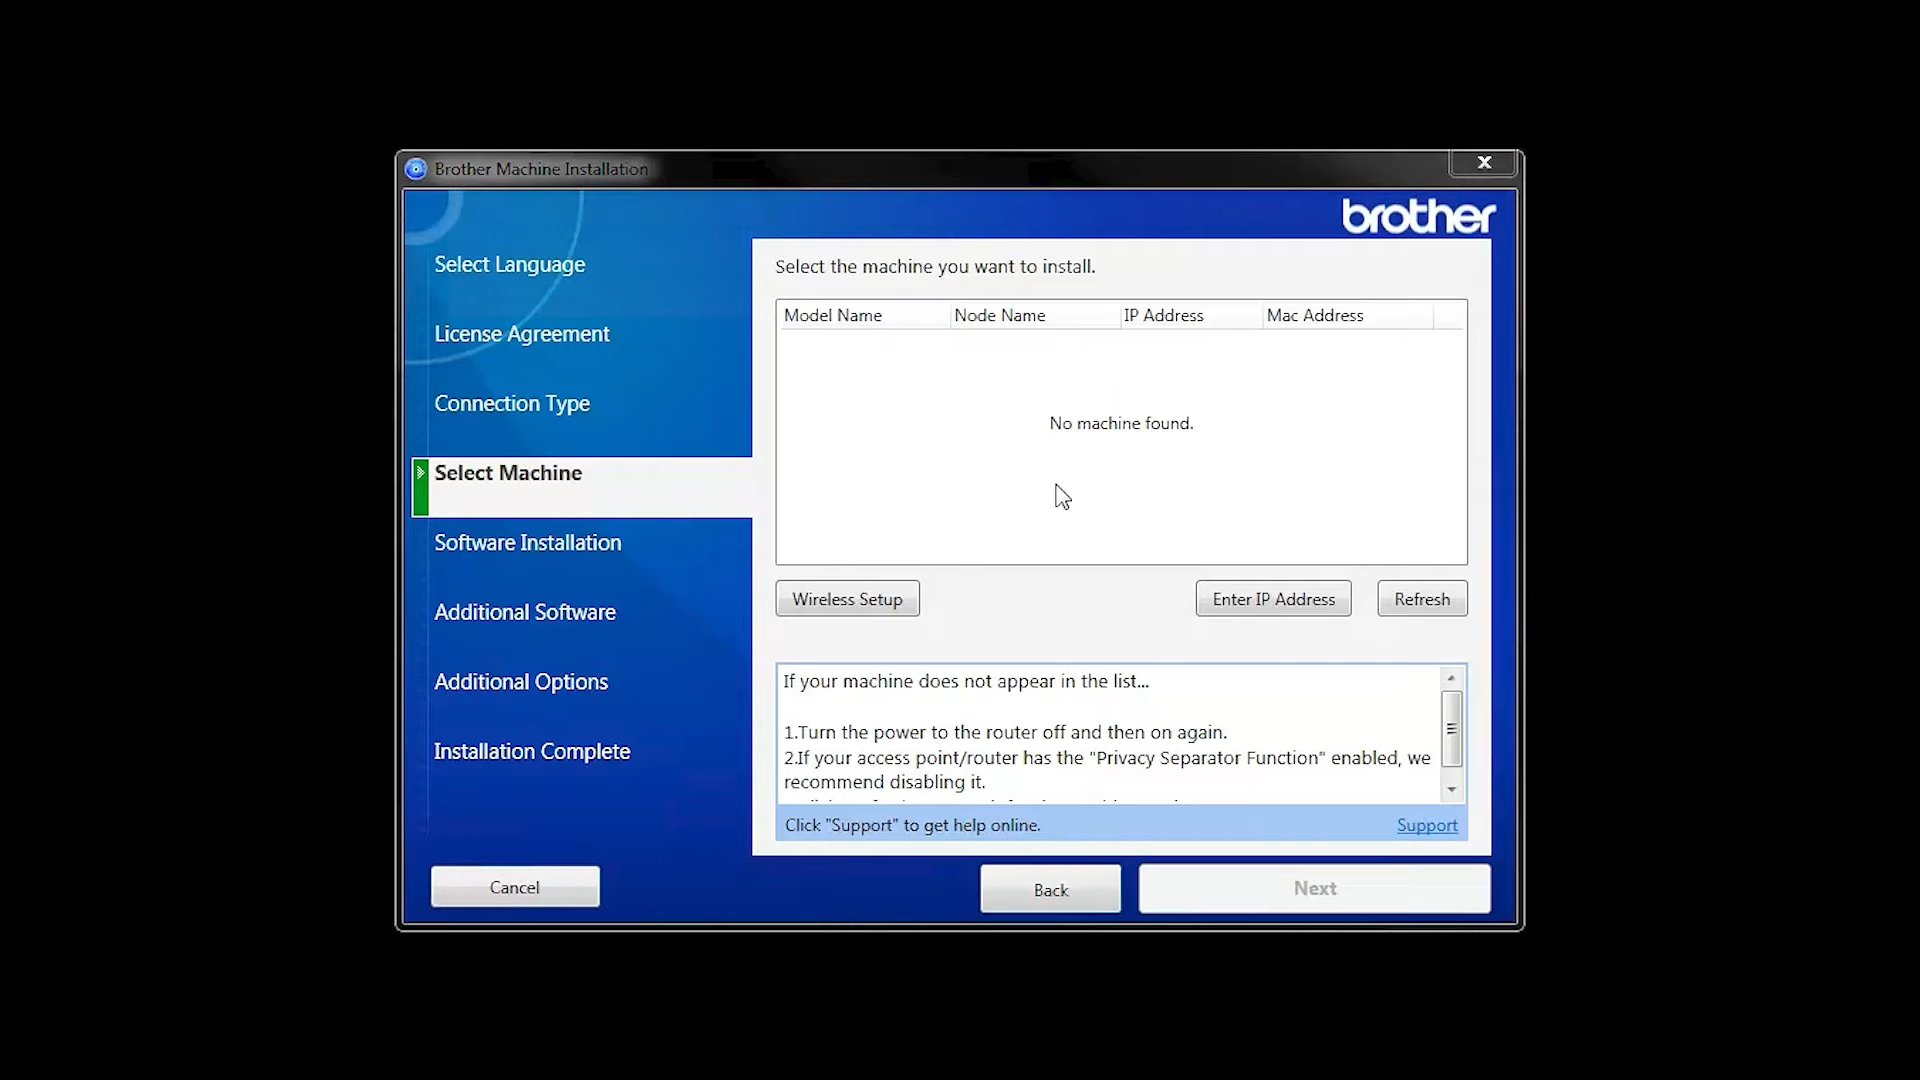 Brother Machine Installation
X
brother
Select Language
License Agreement
Connection Type
Select Machine
Software Installation
Additional Software
Additional Options
Installation Complete
Select the machine you want to install.
Model Name Node Name IP Address Mac Address
No machine found.
Wireless Setup Enter IP Address Refresh
If your machine does not appear in the list...
1.Turn the power to the router off and then on again.
2.If your access point/router has the "Privacy Separator Function" enabled, we
recommend disabling it.
Click "Support" to get help online. Support
Cancel Back Next